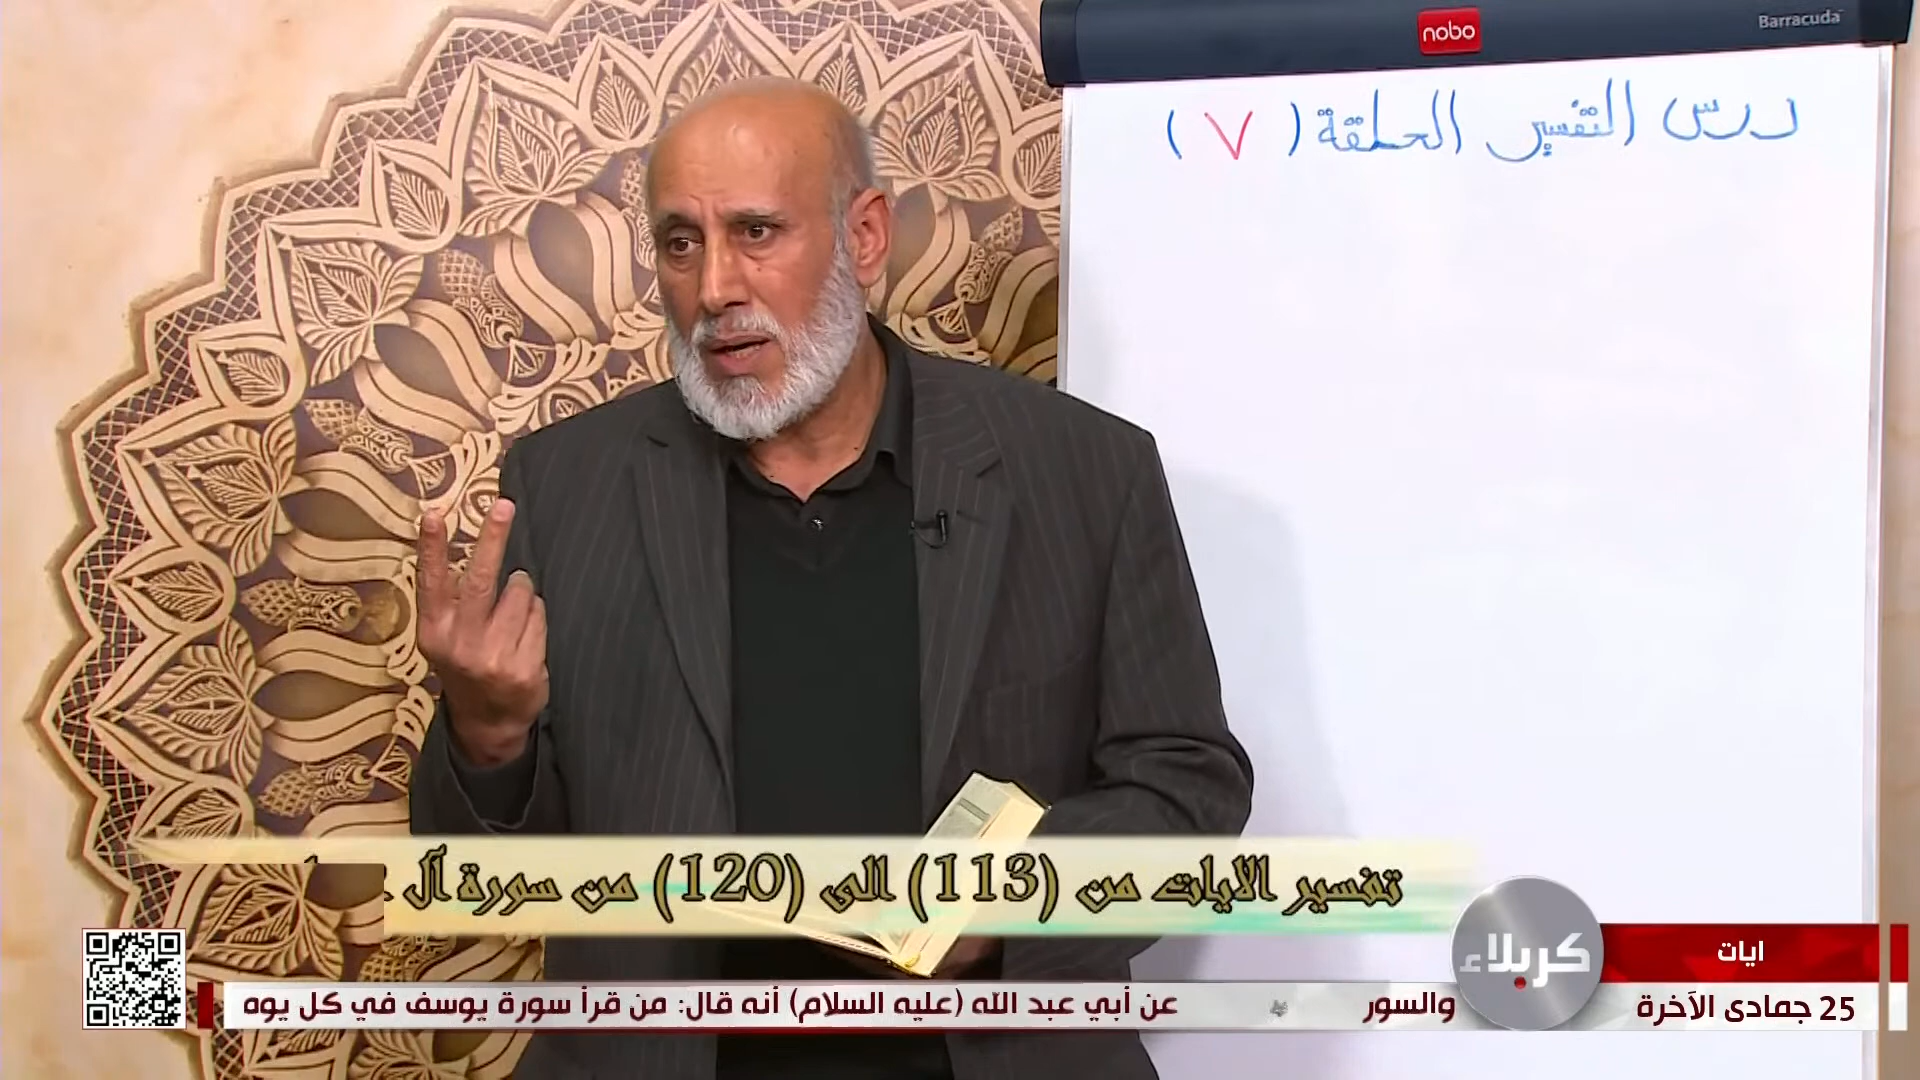 nobo
Barracuda
درس التفسير الحلقة (٧)
تفسير الايات من (113) الى (120) من سورة آل
كربلاء
ايات
25 جمادى الآخرة
والسور
عن أبي عبد الله (عليه السلام) أنه قال: من قرأ سورة يوسف في كل يوه